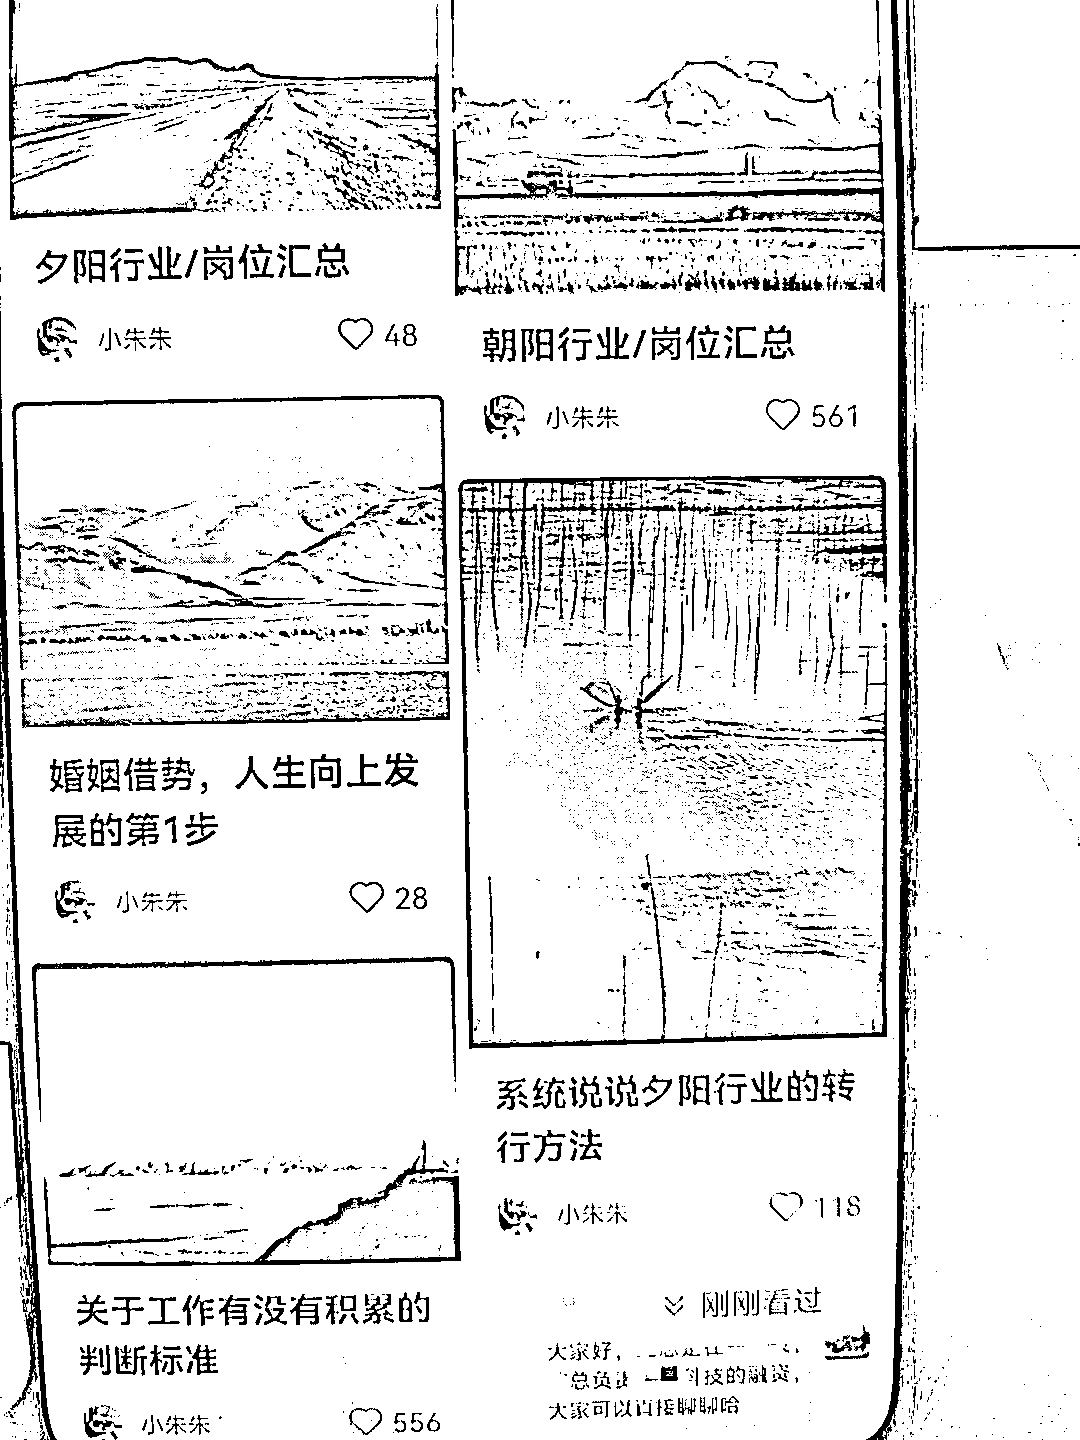 夕阳行业/岗位汇总
小朱朱
48
朝阳行业/岗位汇总
小朱朱
561
婚姻借势，人生向上发
展的第1步
小朱朱
28
系统说说夕阳行业的转
行方法
小朱朱
118
关于工作有没有积累的
判断标准
小朱朱
556
刚刚看过
大家好，
总负
科技的融资，
大家可以直接聊聊哈